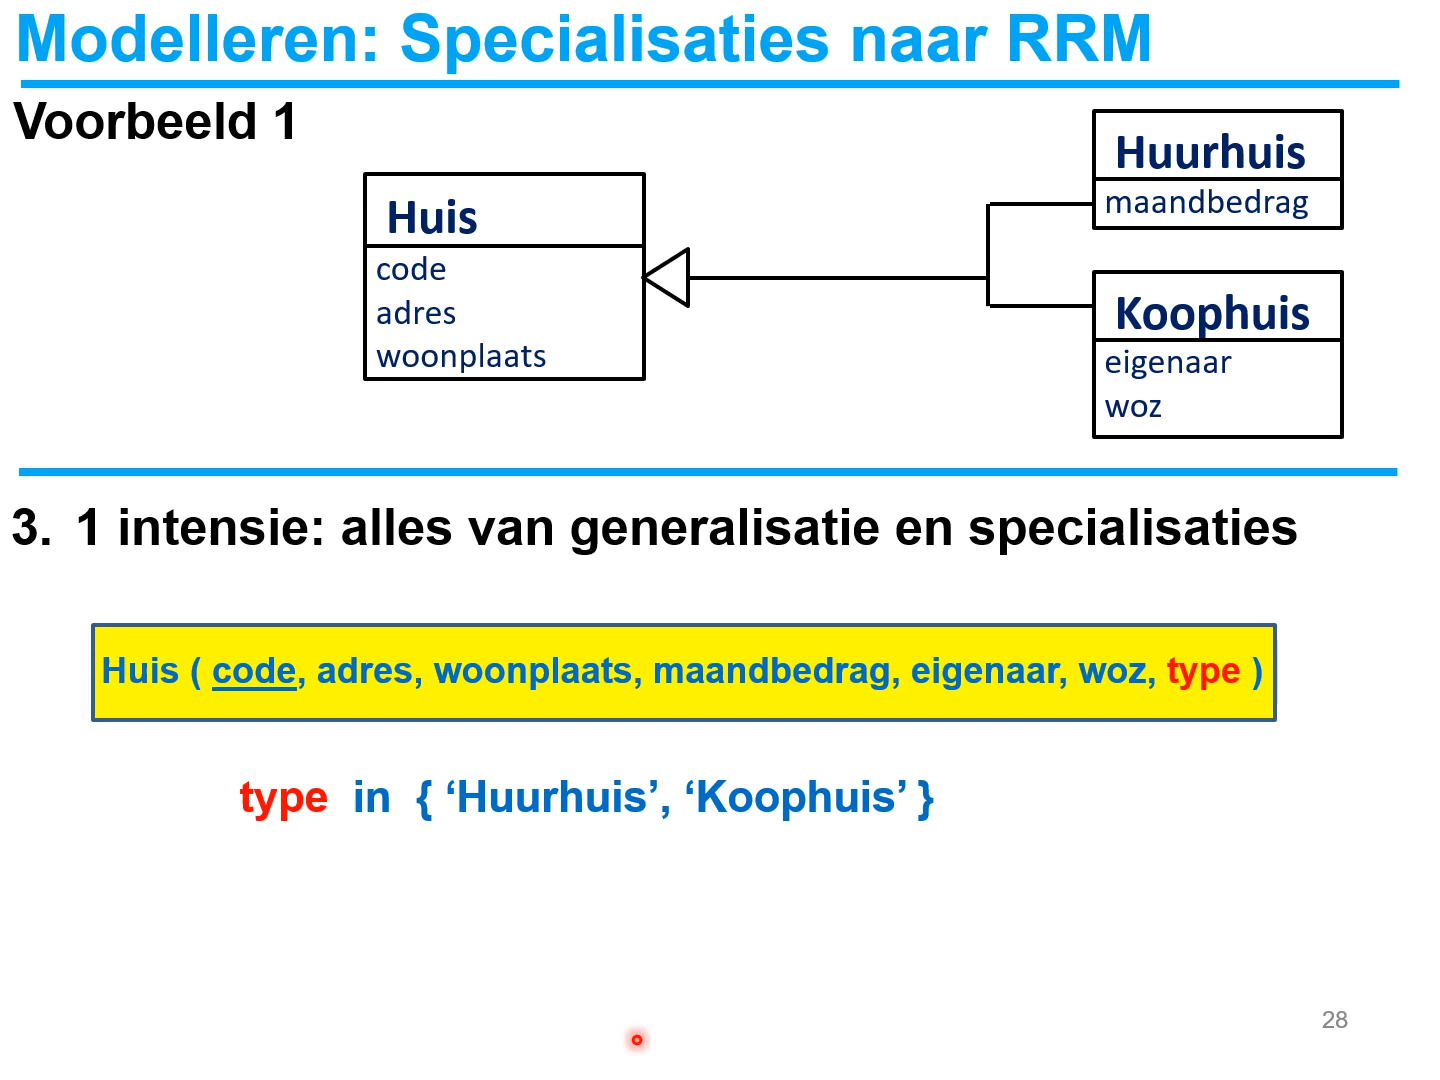 Modelleren: Specialisaties naar RRM
Voorbeeld 1
Huis
code
adres
woonplaats
Huurhuis
maandbedrag
Koophuis
eigenaar
woz
3. 1 intensie: alles van generalisatie en specialisaties
Huis ( code, adres, woonplaats, maandbedrag, eigenaar, woz, type )
type in { ‘Huurhuis’, ‘Koophuis’ }
28